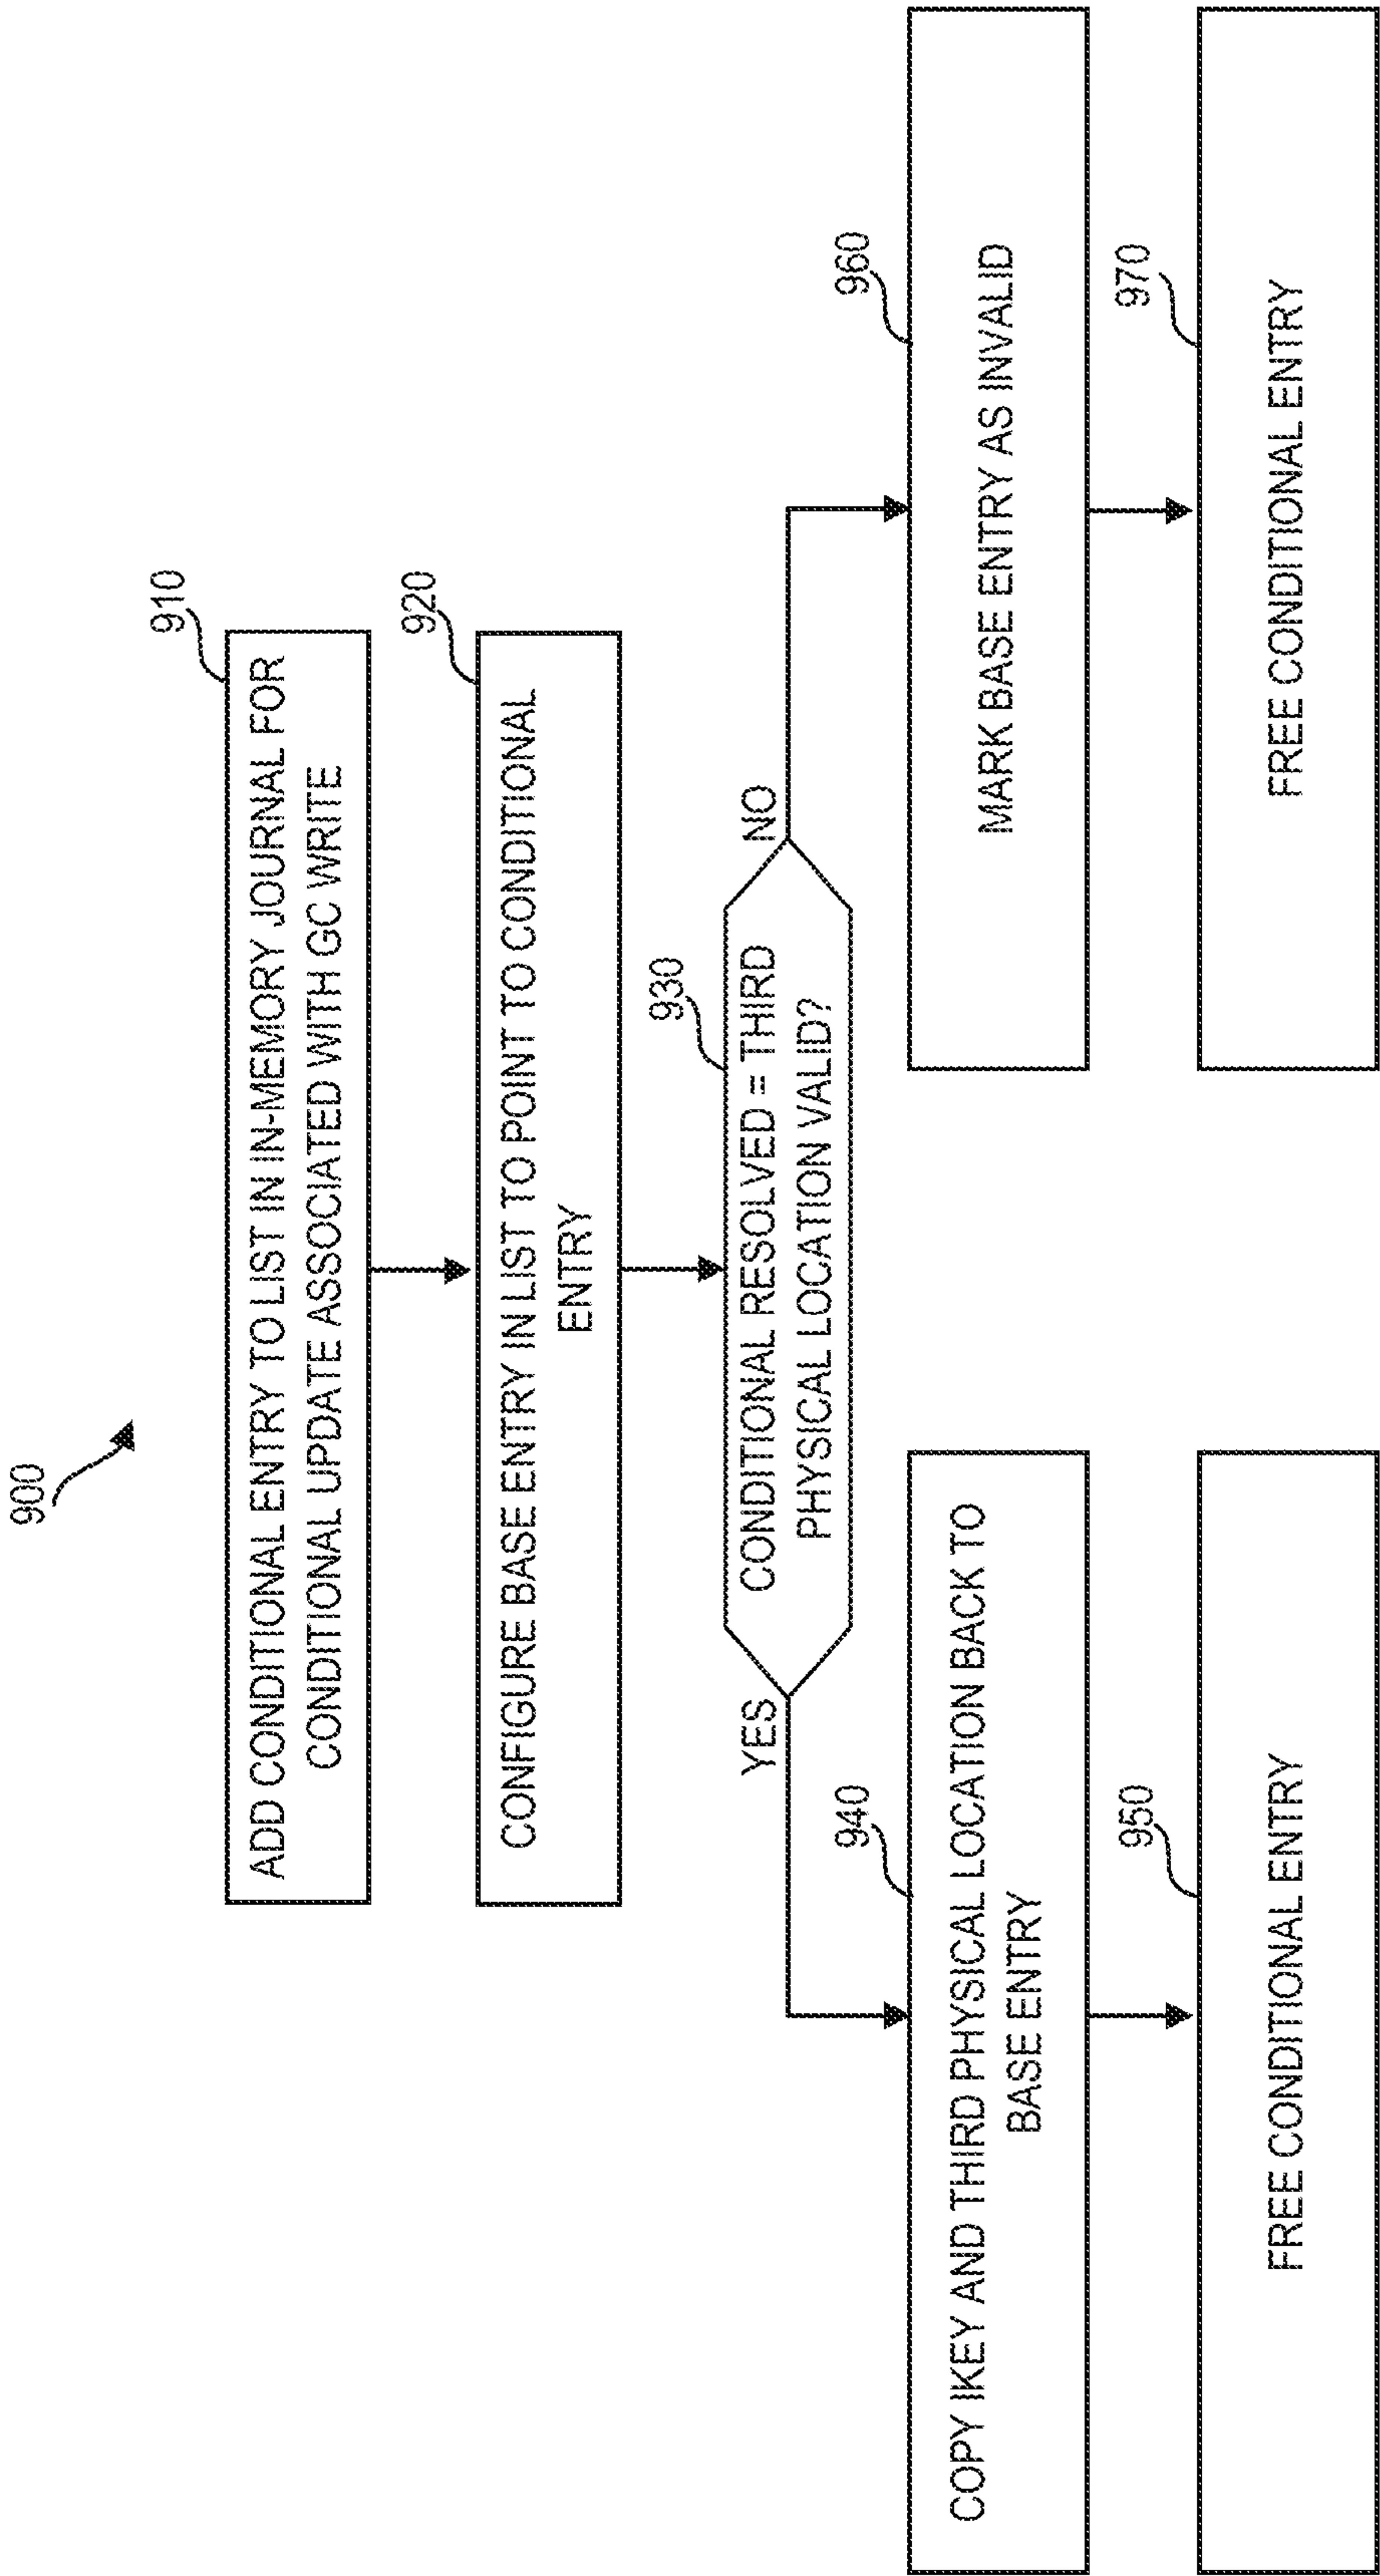 900
910
ADD CONDITIONAL ENTRY TO LIST IN IN-MEMORY JOURNAL FOR
CONDITIONAL UPDATE ASSOCIATED WITH GC WRITE
920
CONFIGURE BASE ENTRY IN LIST TO POINT TO CONDITIONAL
ENTRY
930
CONDITIONAL RESOLVED = THIRD
PHYSICAL LOCATION VALID?
YES
NO
940
COPY IKEY AND THIRD PHYSICAL LOCATION BACK TO
BASE ENTRY
950
FREE CONDITIONAL ENTRY
960
MARK BASE ENTRY AS INVALID
970
FREE CONDITIONAL ENTRY